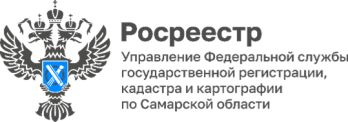 Росреестр
Управление Федеральной службы
государственной регистрации,
кадастра и картографии
по Самарской области